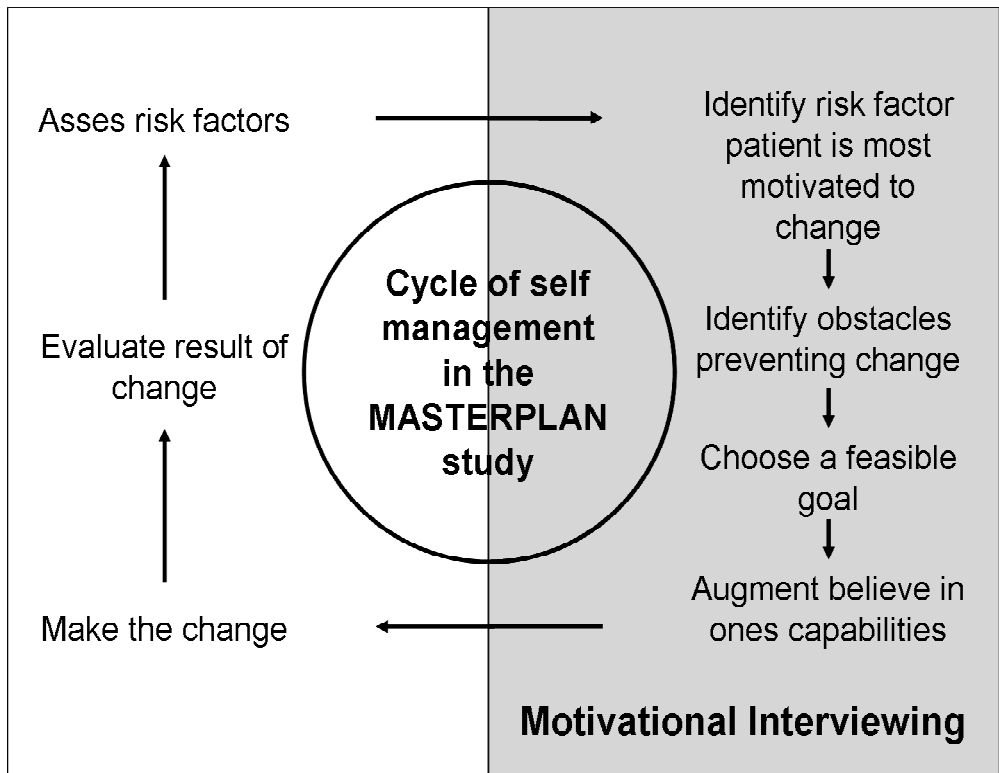 Asses risk factors
Identify risk factor
patient is most
motivated to
change
Cycle of self
management
in the
MASTERPLAN
study
Identify obstacles
preventing change
Evaluate result of
change
Choose a feasible
goal
Augment believe in
ones capabilities
Make the change
Motivational Interviewing